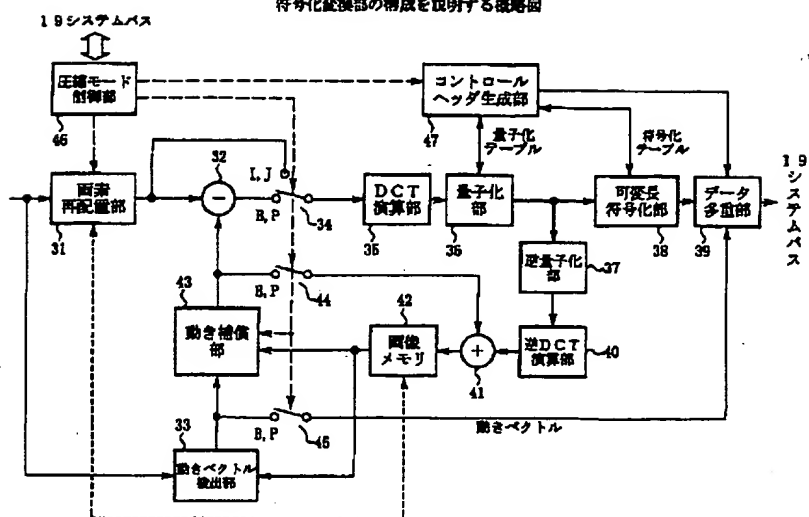 符号化変換部の構成を説明する概略図
19システムバス
圧縮モード
制御部
46
コントロール
ヘッダ生成部
47
量子化
テーブル
符号化
テーブル
19
システムバス
画素
再配置部
31
32
I,J
B,P
34
DCT
演算部
35
量子化
部
36
可変長
符号化部
38
データ
多重部
39
逆量子化
部
37
43
動き補償
部
B,P
44
42
画像
メモリ
41
逆DCT
演算部
40
33
動きベクトル
検出部
B,P
45
動きベクトル